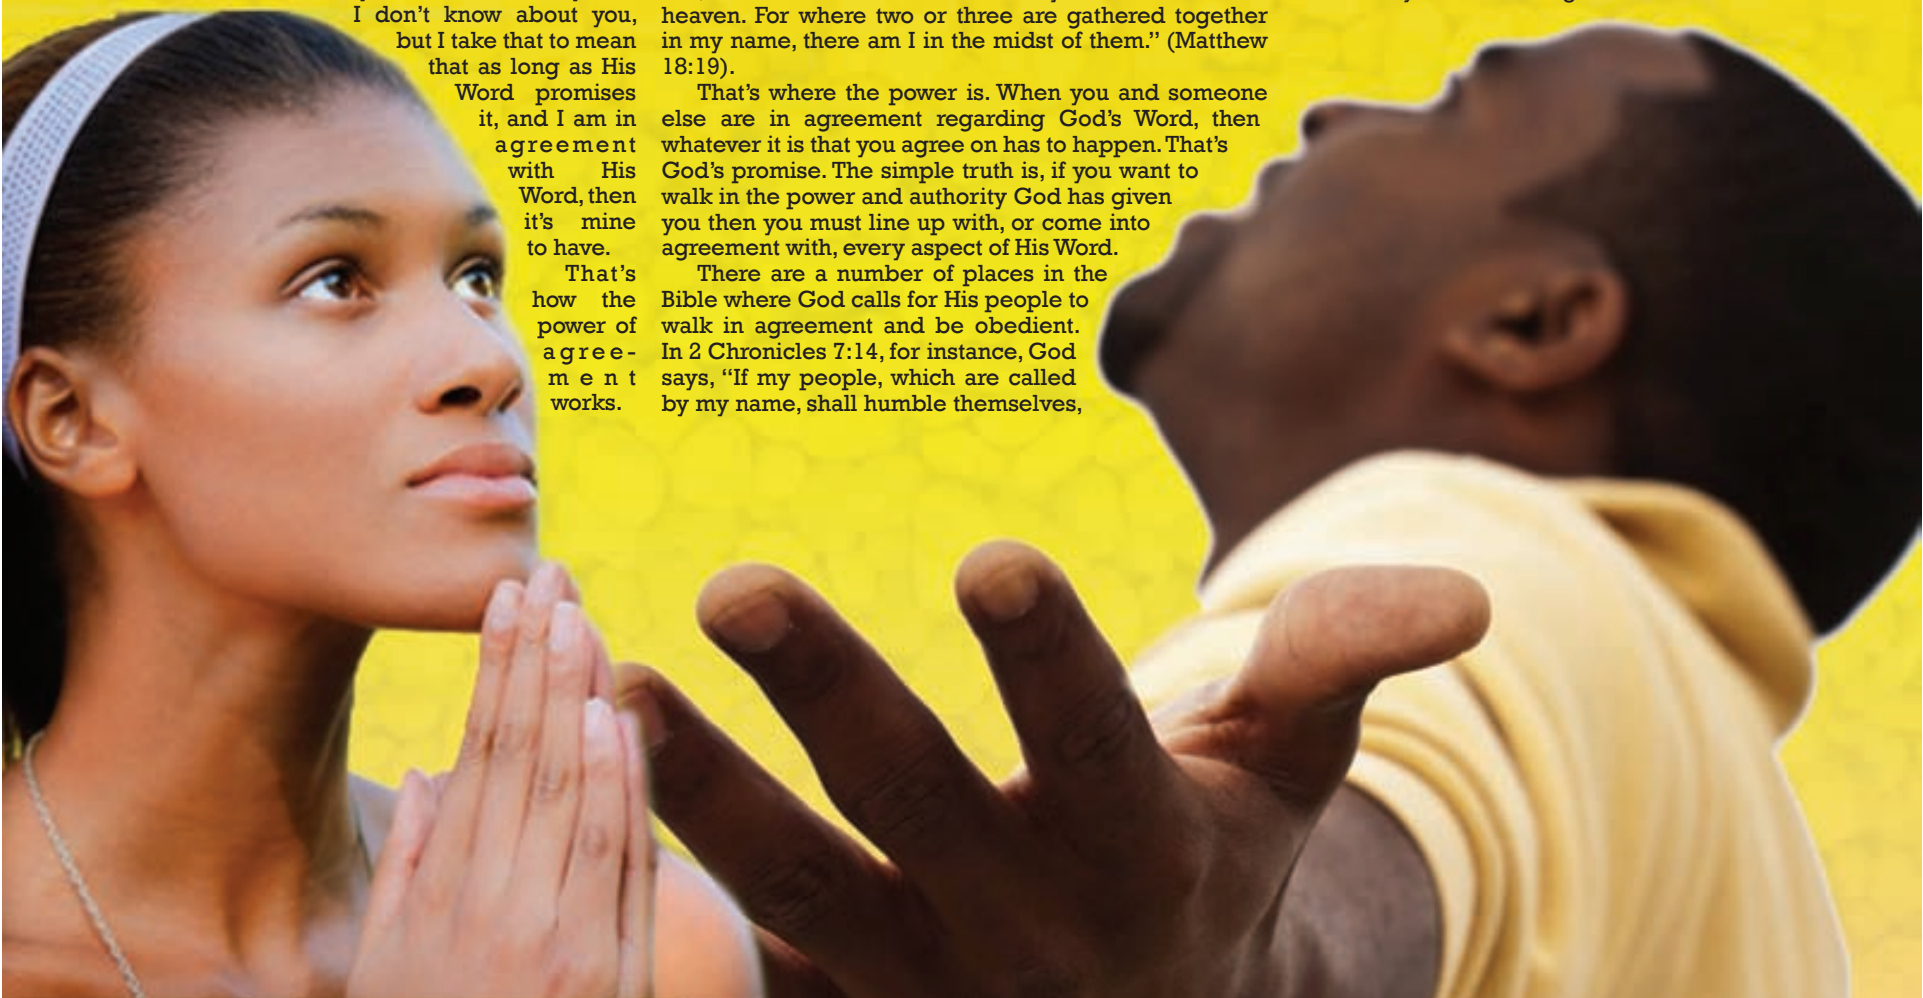 I don't know about you,
but I take that to mean
that as long as His
Word promises
it, and I am in
agreement
with His
Word, then
it's mine
to have.
That's
how the
power of
agree-
ment
works.
heaven. For where two or three are gathered together
in my name, there am I in the midst of them.” (Matthew
18:19).
That's where the power is. When you and someone
else are in agreement regarding God's Word, then
whatever it is that you agree on has to happen. That's
God's promise. The simple truth is, if you want to
walk in the power and authority God has given
you then you must line up with, or come into
agreement with, every aspect of His Word.
There are a number of places in the
Bible where God calls for His people to
walk in agreement and be obedient.
In 2 Chronicles 7:14, for instance, God
says, “If my people, which are called
by my name, shall humble themselves,